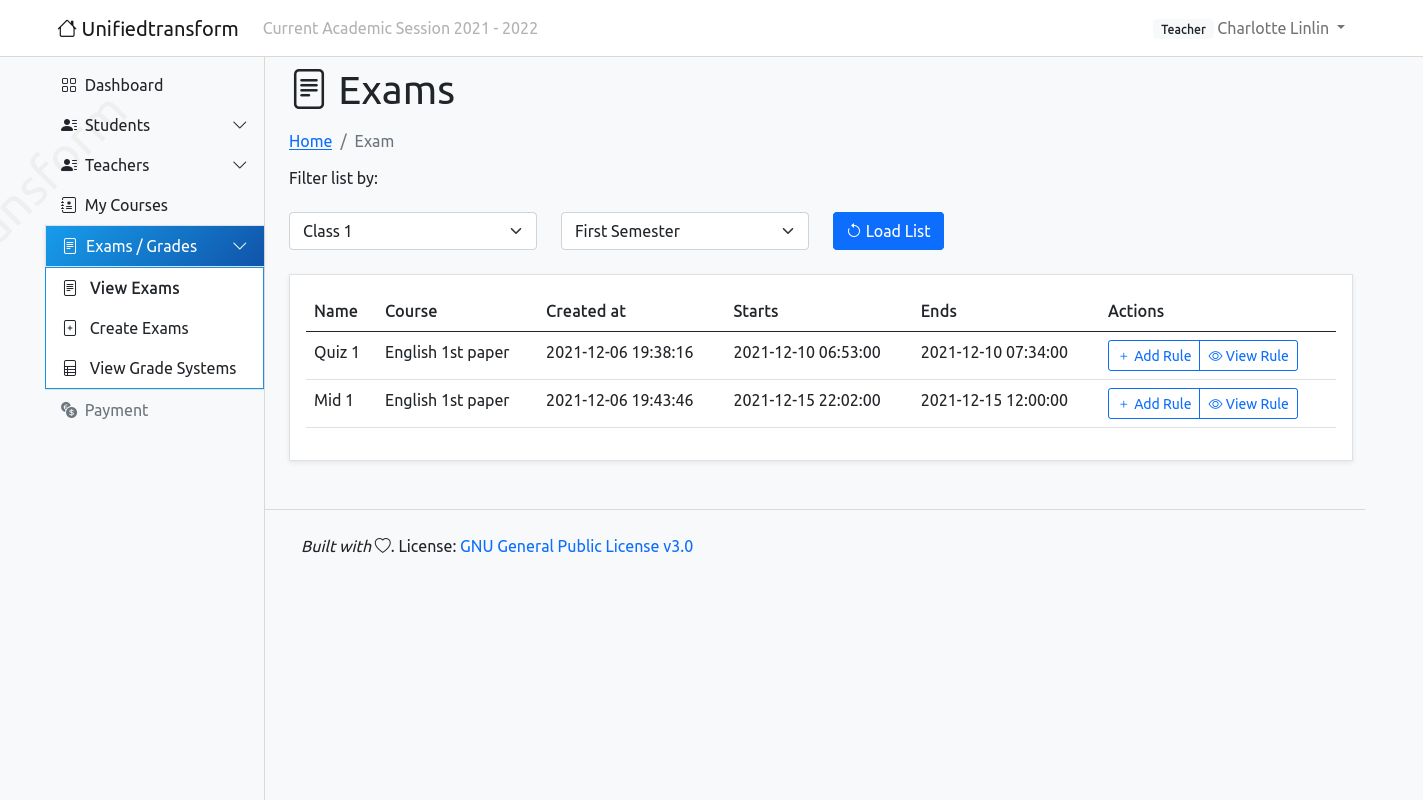 Unifiedtransform
Current Academic Session 2021 - 2022
Teacher Charlotte Linlin
Dashboard
Students
Teachers
My Courses
Exams / Grades
View Exams
Create Exams
View Grade Systems
Payment
Exams
Home / Exam
Filter list by:
Class 1
First Semester
Load List
Name Course Created at Starts Ends Actions
Quiz 1 English 1st paper 2021-12-06 19:38:16 2021-12-10 06:53:00 2021-12-10 07:34:00 + Add Rule View Rule
Mid 1 English 1st paper 2021-12-06 19:43:46 2021-12-15 22:02:00 2021-12-15 12:00:00 + Add Rule View Rule
Built with ♡. License: GNU General Public License v3.0